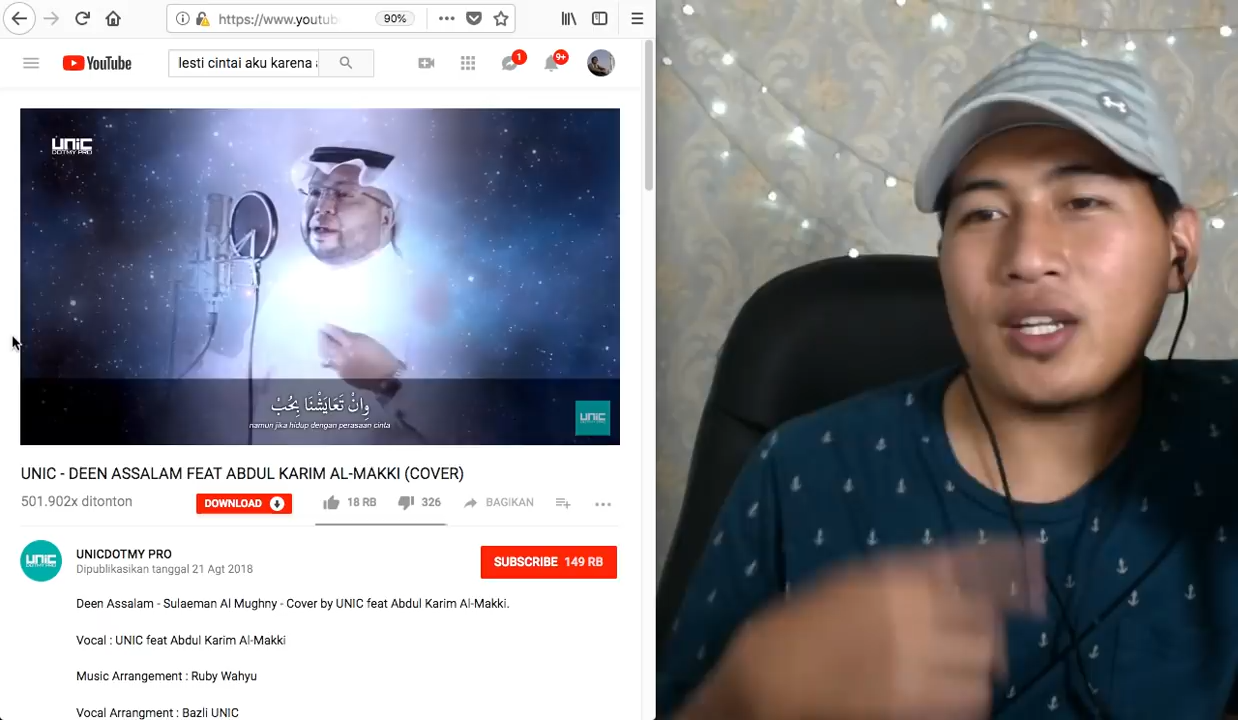 https://www.youtub
90%
YouTube
lesti cintai aku karena
1
9+
UNIC
DOTMY PRO
وَإِنْ تَعَايَشْنَا بِحُبّْ
namun jika hidup dengan perasaan cinta
UNIC
UNIC - DEEN ASSALAM FEAT ABDUL KARIM AL-MAKKI (COVER)
501.902x ditonton
DOWNLOAD
18 RB
326
BAGIKAN
UNIC
UNICDOTMY PRO
Dipublikasikan tanggal 21 Agt 2018
SUBSCRIBE 149 RB
Deen Assalam - Sulaeman Al Mughny - Cover by UNIC feat Abdul Karim Al-Makki.
Vocal : UNIC feat Abdul Karim Al-Makki
Music Arrangement : Ruby Wahyu
Vocal Arrangment : Bazli UNIC